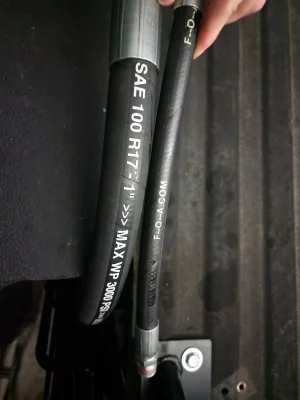 SAE 100 R17 - 1" >>> MAX WP 3000 PSI
F--O--A.COM
F--O--A